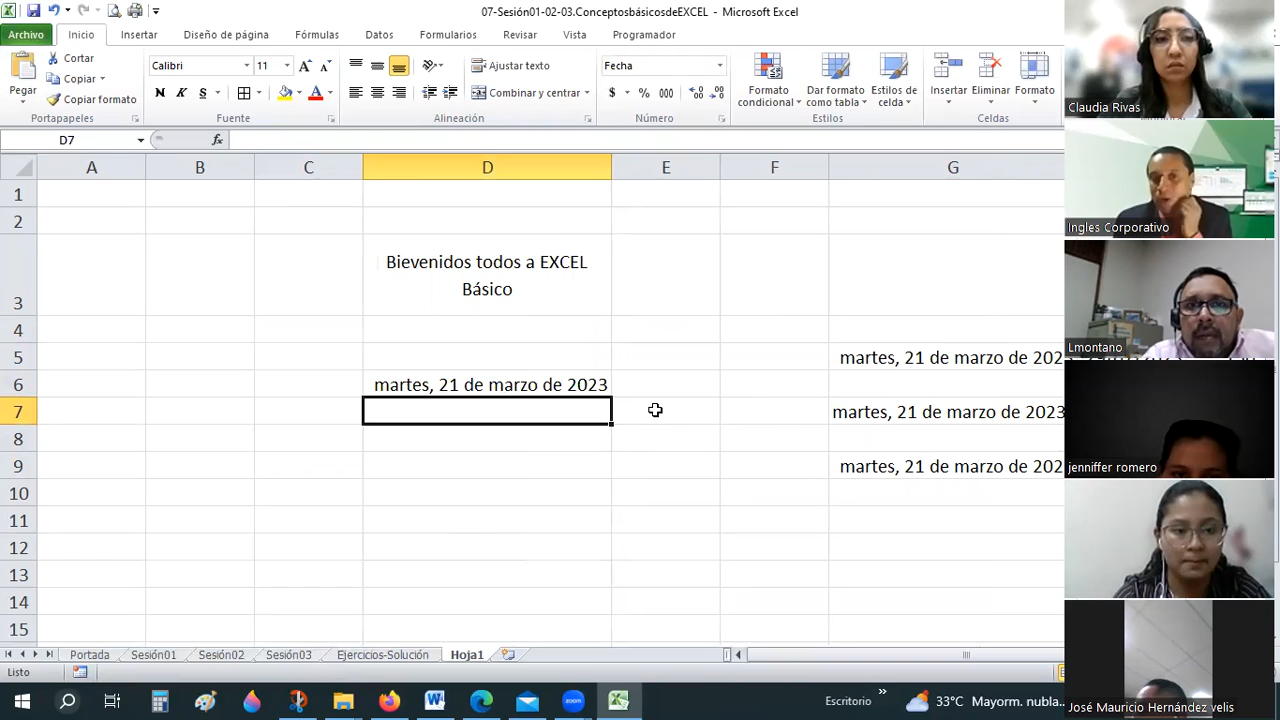 07-Sesión01-02-03.ConceptosbásicosdeEXCEL - Microsoft Excel
Archivo Inicio Insertar Diseño de página Fórmulas Datos Formularios Revisar Vista Programador
Pegar
Cortar
Copiar
Copiar formato
Portapapeles
Calibri 11
N K S
Fuente
Ajustar texto
Combinar y centrar
Alineación
Fecha
$ % 000
Número
Formato condicional
Dar formato como tabla
Estilos de celda
Estilos
Insertar
Eliminar
Formato
Celdas
D7 fx
A B C D E F G
1
2
3 Bievenidos todos a EXCEL
Básico
4
5 martes, 21 de marzo de 202
6 martes, 21 de marzo de 2023
7 martes, 21 de marzo de 2023
8
9 martes, 21 de marzo de 202
10
11
12
13
14
15
Portada Sesión01 Sesión02 Sesión03 Ejercicios-Solución Hoja1
Listo
Escritorio
33°C Mayorm. nubla...
Claudia Rivas
Ingles Corporativo
Lmontano
jenniffer romero
José Mauricio Hernández velis